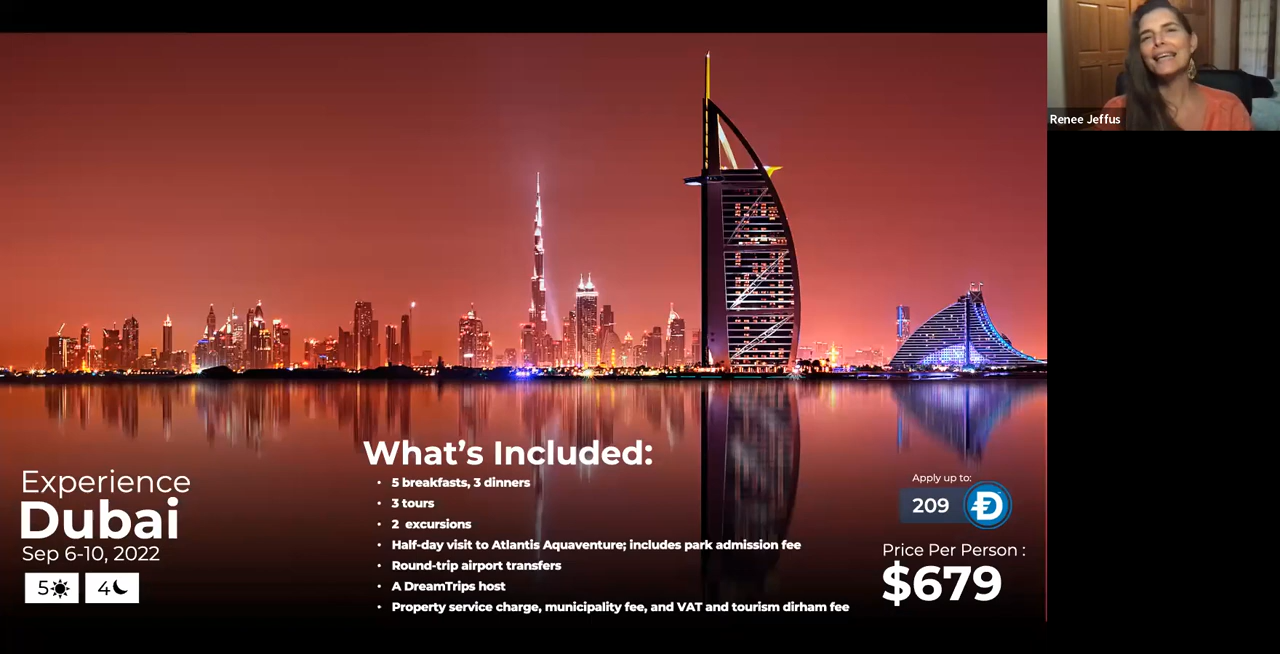 Renee Jeffus
What's Included:
• 5 breakfasts, 3 dinners
• 3 tours
• 2 excursions
• Half-day visit to Atlantis Aquaventure; includes park admission fee
• Round-trip airport transfers
• A DreamTrips host
• Property service charge, municipality fee, and VAT and tourism dirham fee
Experience
Dubai
Sep 6-10, 2022
5 4
Apply up to:
209 Đ
Price Per Person :
$679